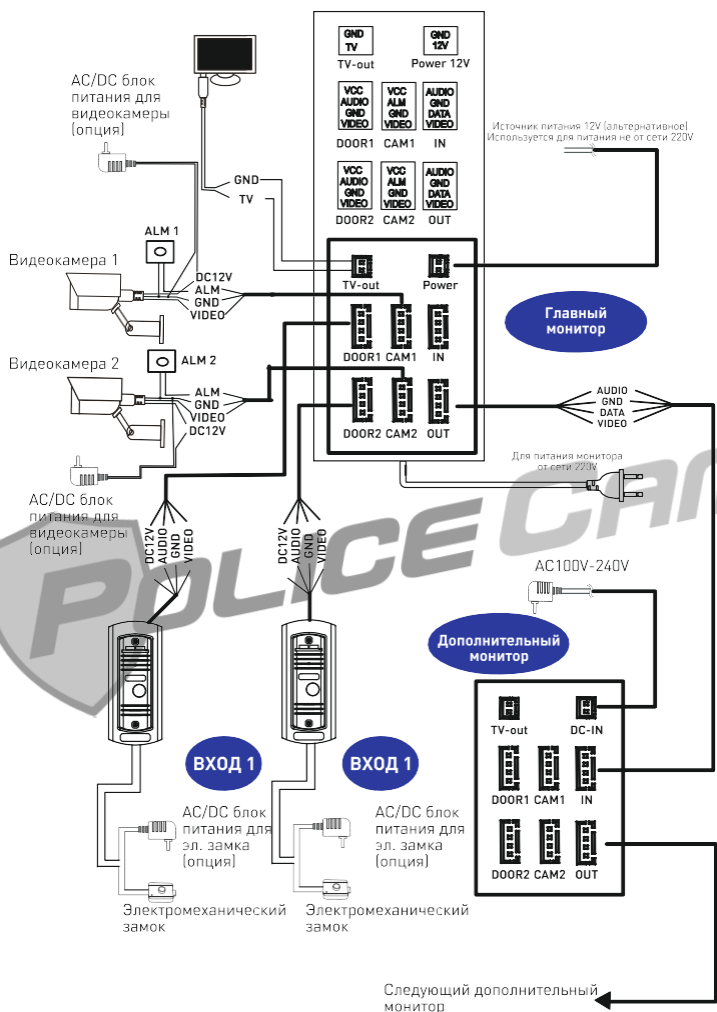 GND
TV
TV-out
GND
12V
Power 12V
VCC
AUDIO
GND
VIDEO
DOOR1
VCC
ALM
GND
VIDEO
CAM1
AUDIO
GND
DATA
VIDEO
IN
VCC
AUDIO
GND
VIDEO
DOOR2
VCC
ALM
GND
VIDEO
CAM2
AUDIO
GND
DATA
VIDEO
OUT
AC/DC блок
питания для
видеокамеры
(опция)
Источник питания 12V (альтернативное)
Используется для питания не от сети 220V
GND
TV
ALM 1
Видеокамера 1
DC12V
ALM
GND
VIDEO
TV-out
Power
DOOR1 CAM1 IN
DOOR2 CAM2 OUT
Главный
монитор
Видеокамера 2
ALM 2
ALM
GND
VIDEO
DC12V
AUDIO
GND
DATA
VIDEO
Для питания монитора
от сети 220V
AC/DC блок
питания для
видеокамеры
(опция)
DC12V
AUDIO
GND
VIDEO
DC12V
AUDIO
GND
VIDEO
POLICECAM
AC100V-240V
Дополнительный
монитор
TV-out
DC-IN
DOOR1 CAM1 IN
DOOR2 CAM2 OUT
ВХОД 1
ВХОД 1
AC/DC блок
питания для
эл. замка
(опция)
AC/DC блок
питания для
эл. замка
(опция)
Электромеханический
замок
Электромеханический
замок
Следующий дополнительный
монитор